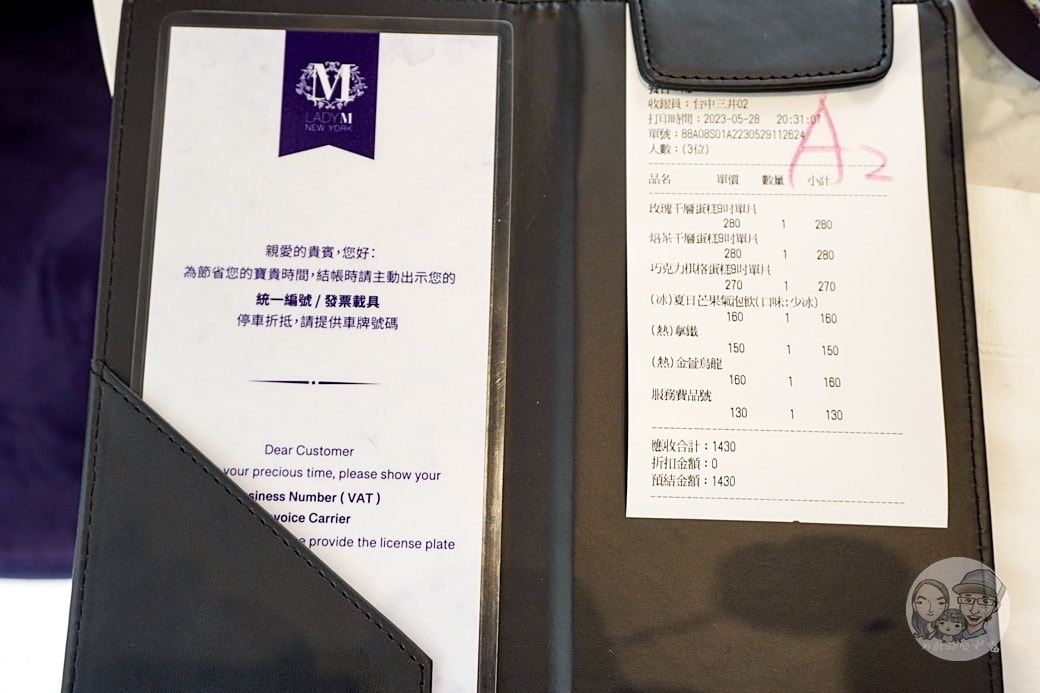 M
LADY M
NEW YORK
親愛的貴賓,您好:
為節省您的寶貴時間,結帳時請主動出示您的
統一編號 / 發票載具
停車折抵,請提供車牌號碼
Dear Customer
your precious time, please show your
siness Number ( VAT )
voice Carrier
e provide the license plate
收銀員:台中三井02
打印時間:2023-05-28 20:31:07
單號:88A08S01A2230529112624
人數:(3位)
A2
品名 單價 數量 小計
玫瑰千層蛋糕9吋單片
280 1 280
焙茶千層蛋糕9吋單片
280 1 280
巧克力棋格蛋糕9吋單片
270 1 270
(冰)夏日芒果氣泡飲(口味:少冰)
160 1 160
(熱)拿鐵
150 1 150
(熱)金萱烏龍
160 1 160
服務費品號
130 1 130
應收合計:1430
折扣金額:0
預結金額:1430